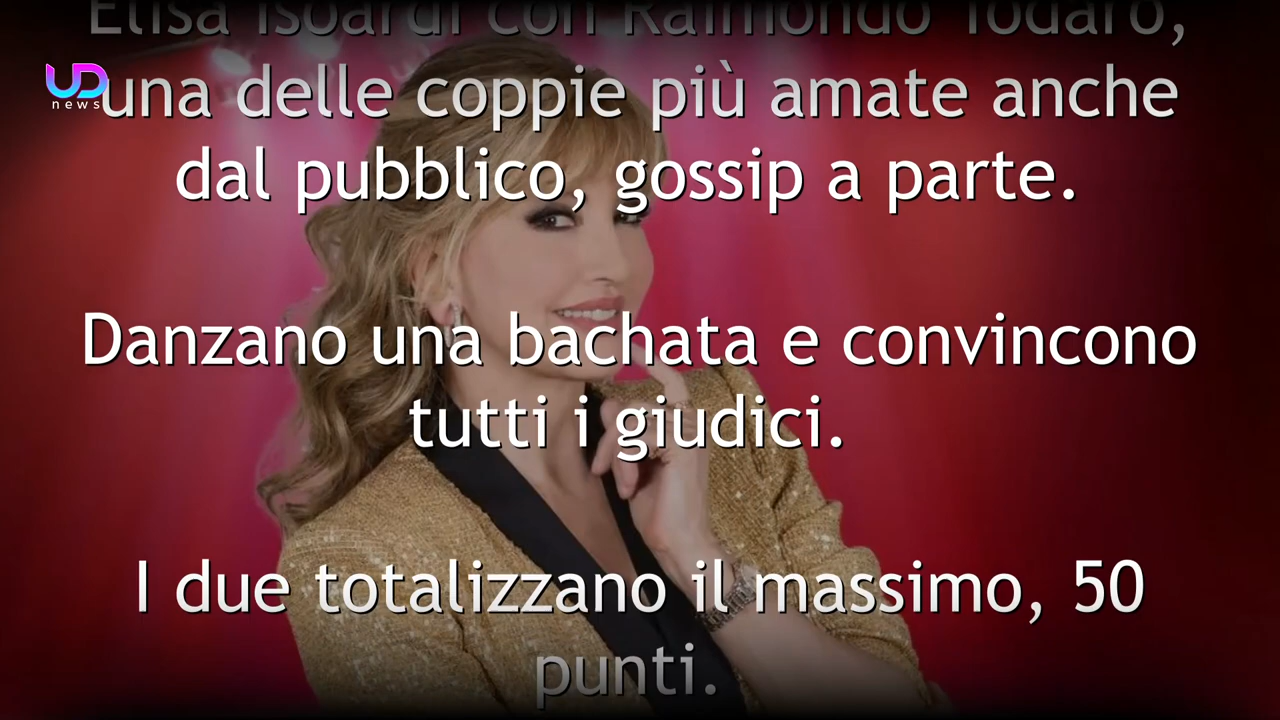 Elisa Isoardi con Raimondo Todaro,
UD
news
una delle coppie più amate anche
dal pubblico, gossip a parte.
Danzano una bachata e convincono
tutti i giudici.
I due totalizzano il massimo, 50
punti.